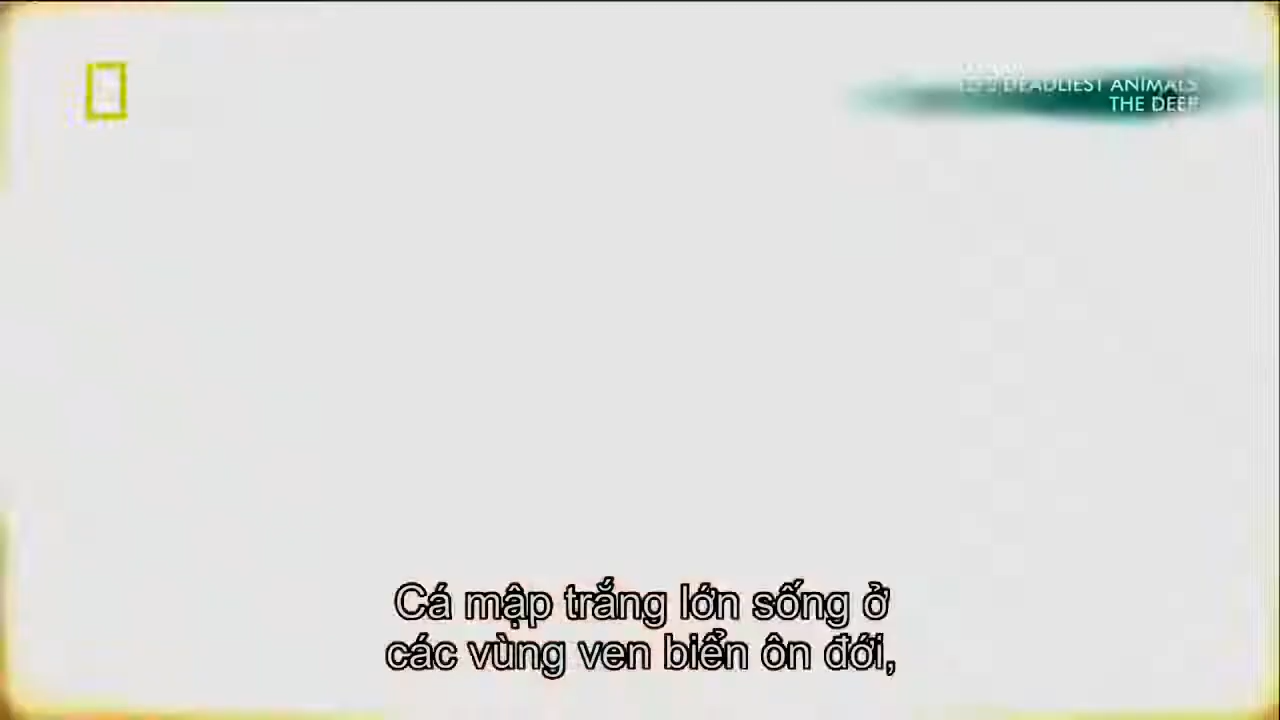 DEADLIEST ANIMALS
THE DEEP
Cá mập trắng lớn sống ở
các vùng ven biển ôn đới,